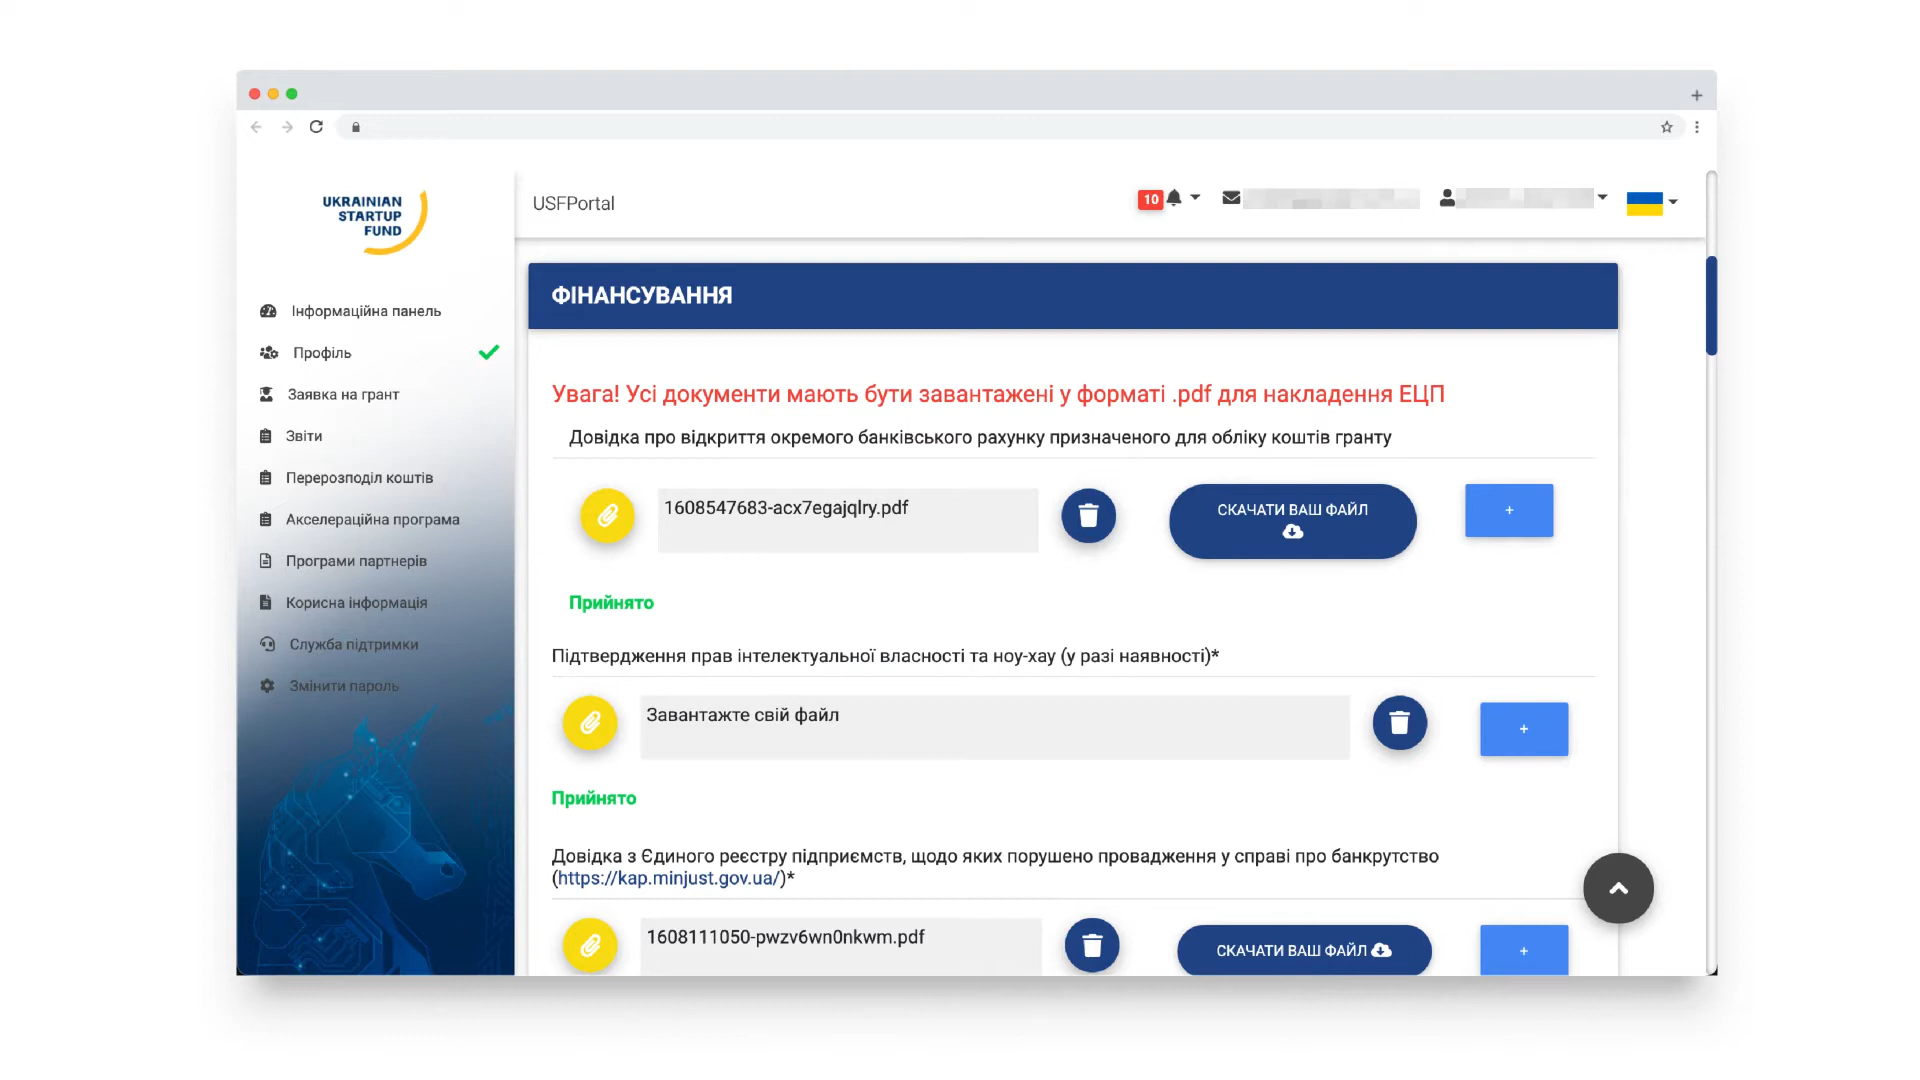 UKRAINIAN
STARTUP
FUND
USFPortal
10
Інформаційна панель
Профіль
Заявка на грант
Звіти
Перерозподіл коштів
Акселераційна програма
Програми партнерів
Корисна інформація
Служба підтримки
Змінити пароль
ФІНАНСУВАННЯ
Увага! Усі документи мають бути завантажені у форматі .pdf для накладення ЕЦП
Довідка про відкриття окремого банківського рахунку призначеного для обліку коштів гранту
1608547683-acx7egajqlry.pdf
СКАЧАТИ ВАШ ФАЙЛ
+
Прийнято
Підтвердження прав інтелектуальної власності та ноу-хау (у разі наявності)*
Завантажте свій файл
+
Прийнято
Довідка з Єдиного реєстру підприємств, щодо яких порушено провадження у справі про банкрутство
(https://kap.minjust.gov.ua/)*
1608111050-pwzv6wn0nkwm.pdf
СКАЧАТИ ВАШ ФАЙЛ
+